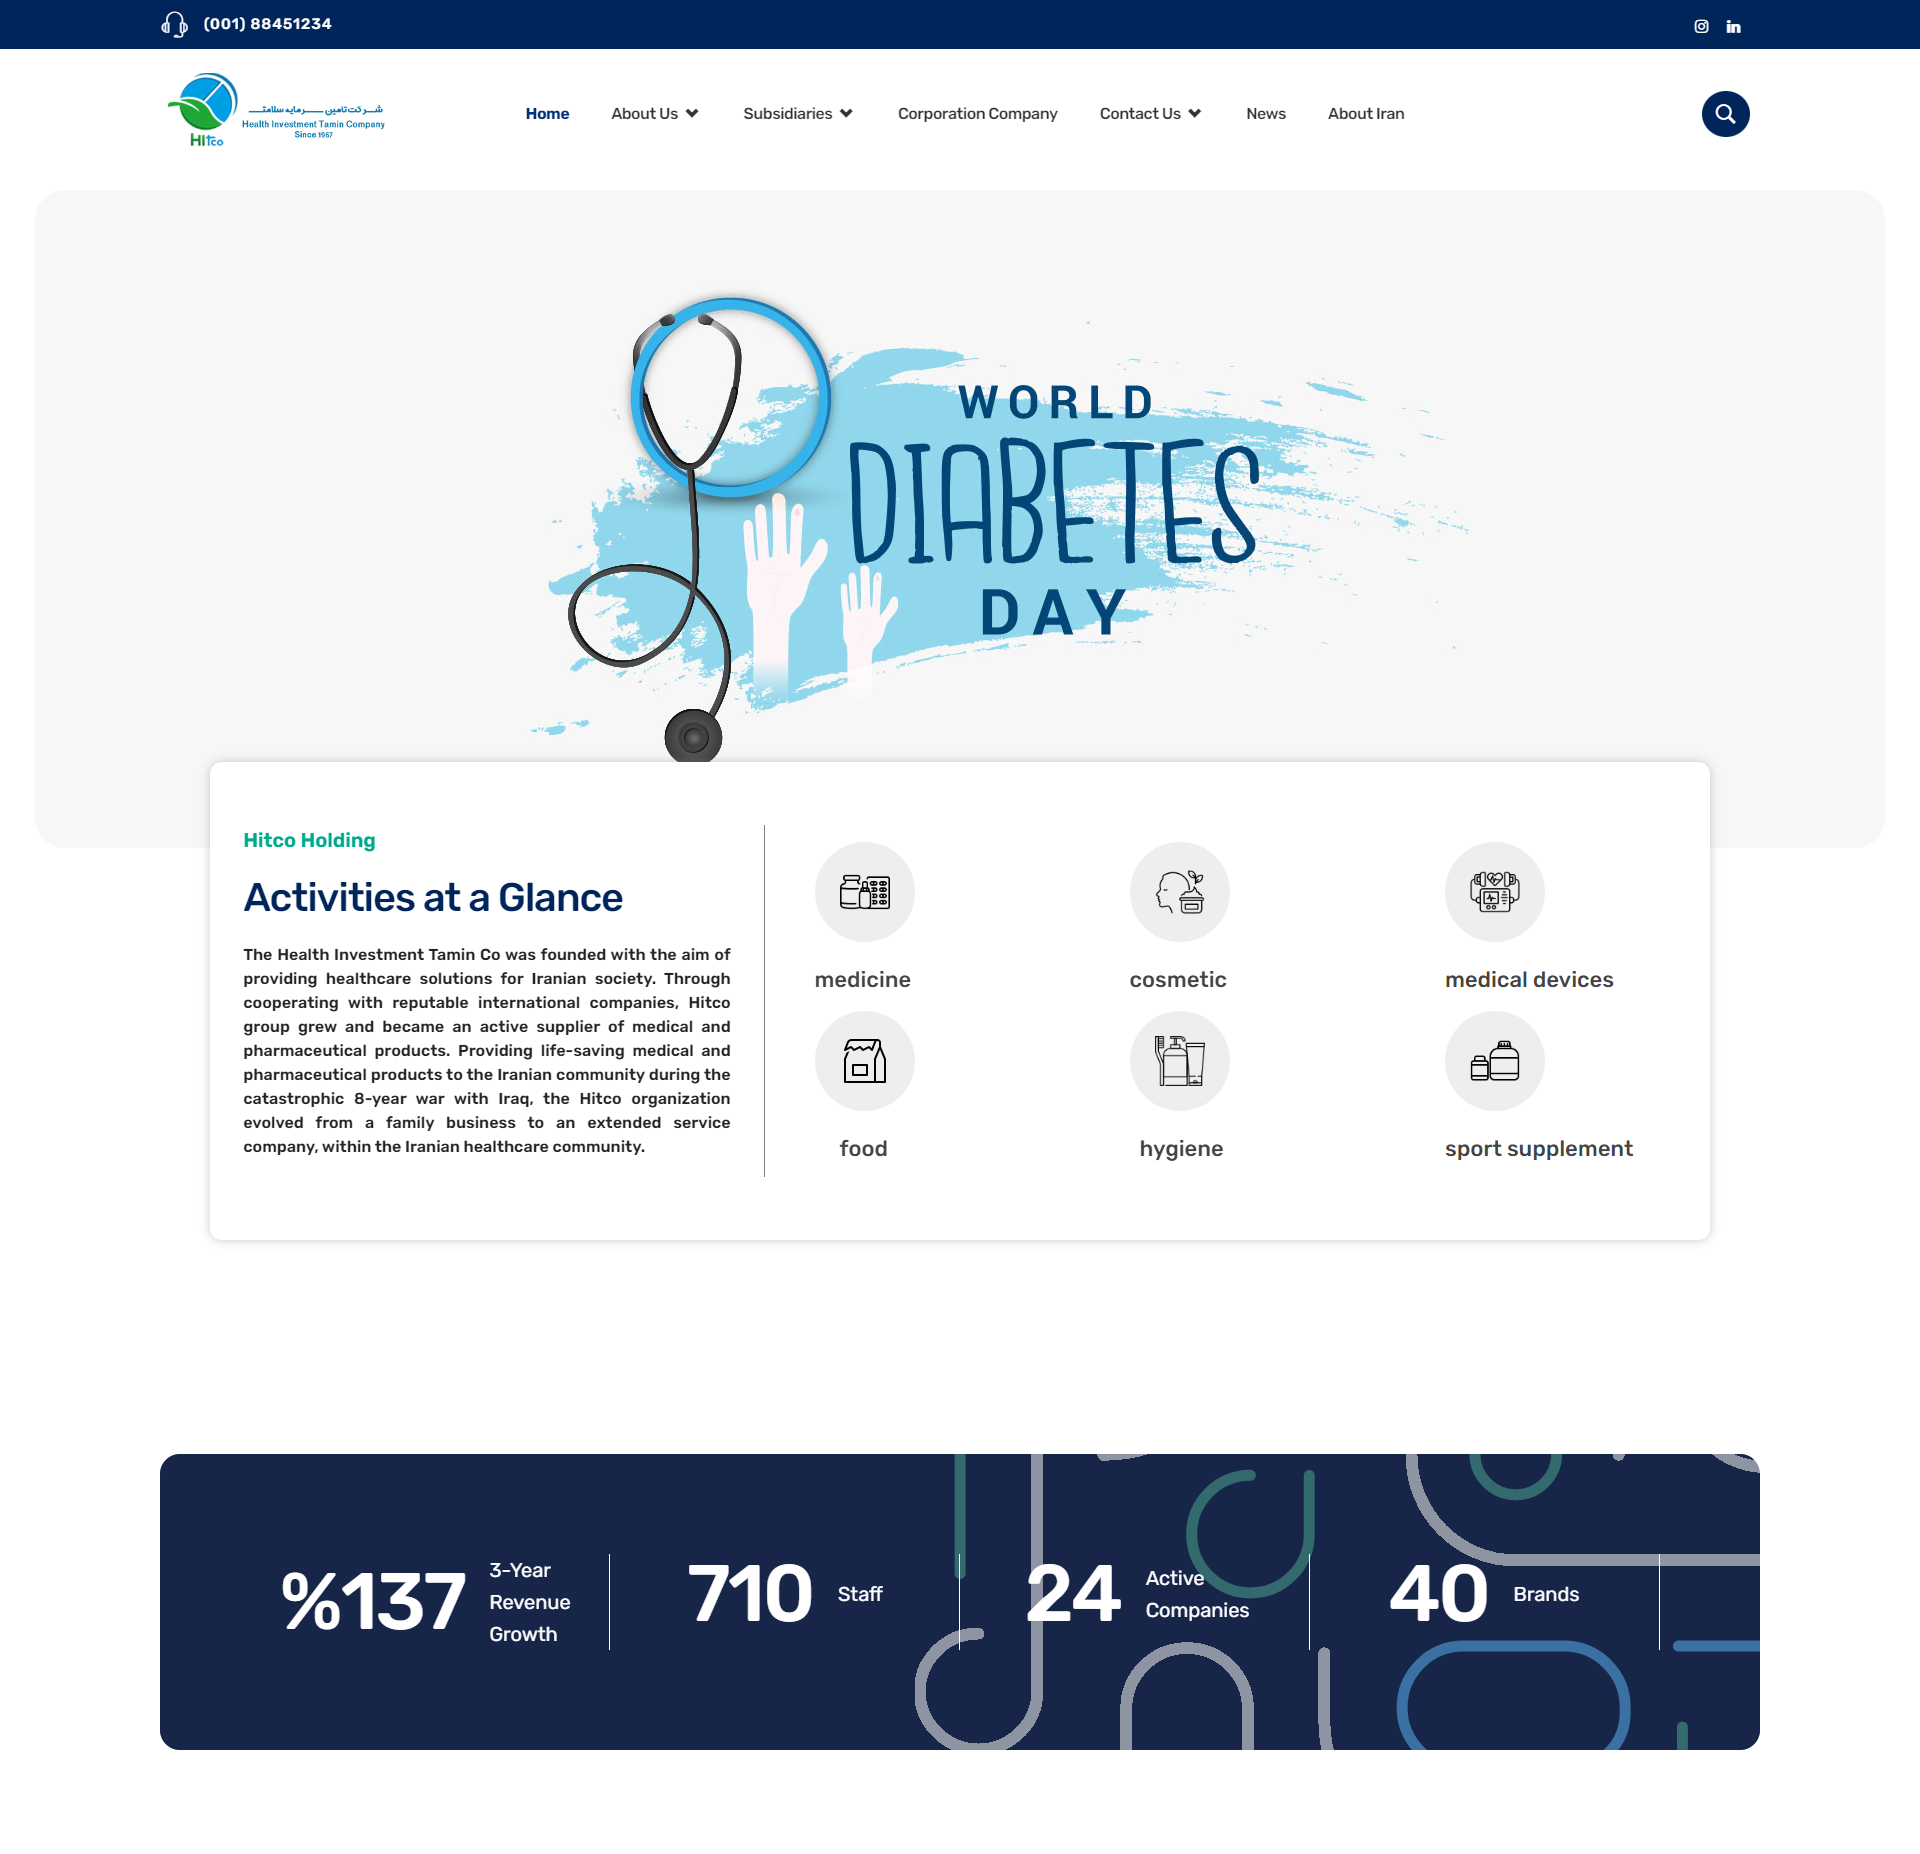 (001) 88451234
شرکت تامین سرمایه سلامت
Health Investment Tamin Company
Since 1967
HITco
Home
About Us
Subsidiaries
Corporation Company
Contact Us
News
About Iran
WORLD
DIABETES
DAY
Hitco Holding
Activities at a Glance
The Health Investment Tamin Co was founded with the aim of
providing healthcare solutions for Iranian society. Through
cooperating with reputable international companies, Hitco
group grew and became an active supplier of medical and
pharmaceutical products. Providing life-saving medical and
pharmaceutical products to the Iranian community during the
catastrophic 8-year war with Iraq, the Hitco organization
evolved from a family business to an extended service
company, within the Iranian healthcare community.
medicine
cosmetic
medical devices
food
hygiene
sport supplement
%137
3-Year
Revenue
Growth
710
Staff
24
Active
Companies
40
Brands